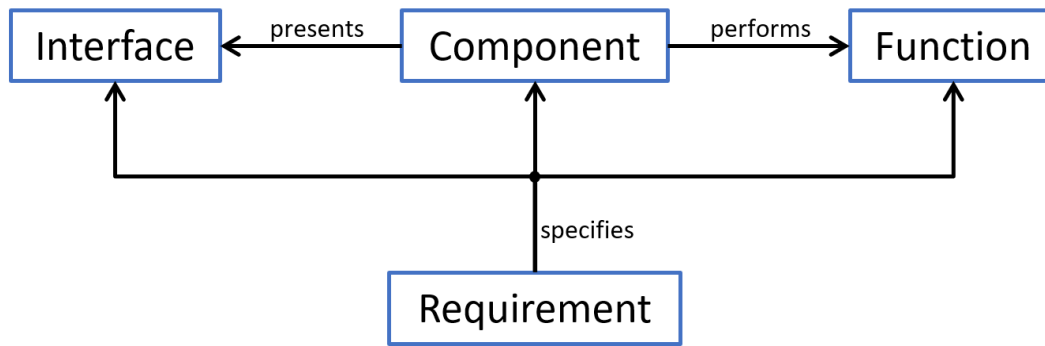 Interface
presents
Component
performs
Function
specifies
Requirement